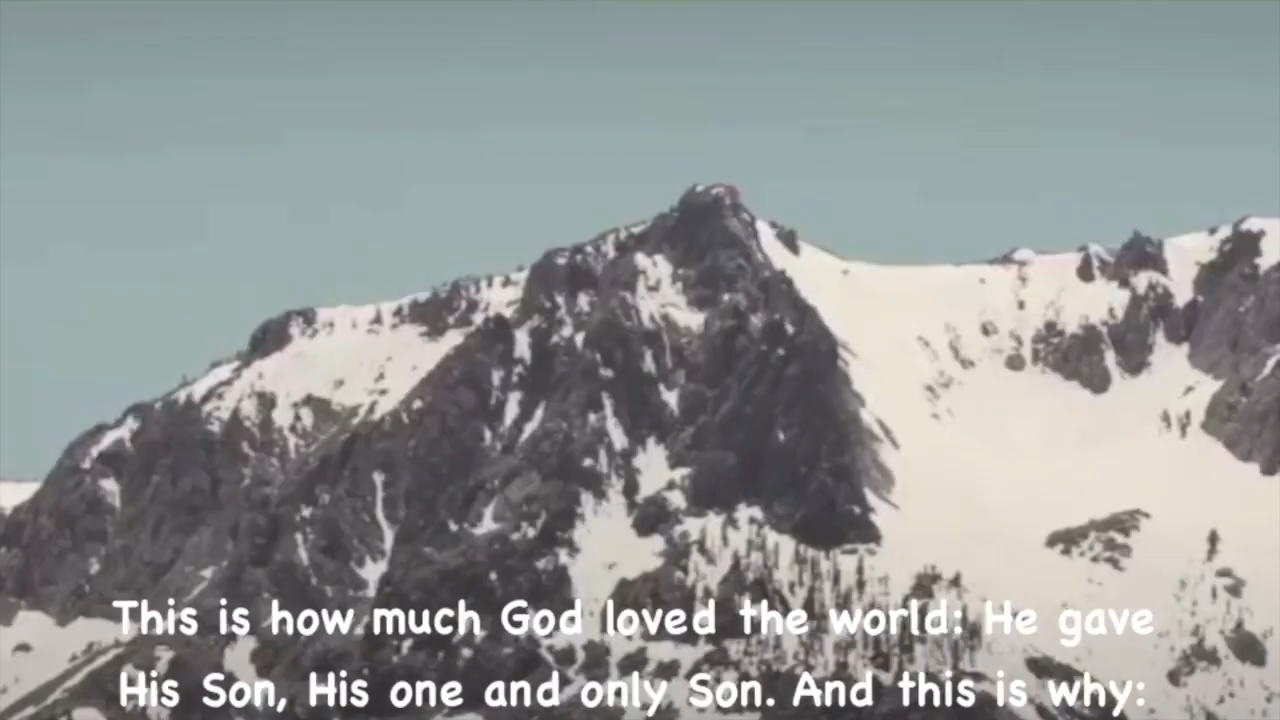 This is how much God loved the world: He gave
His Son, His one and only Son. And this is why: